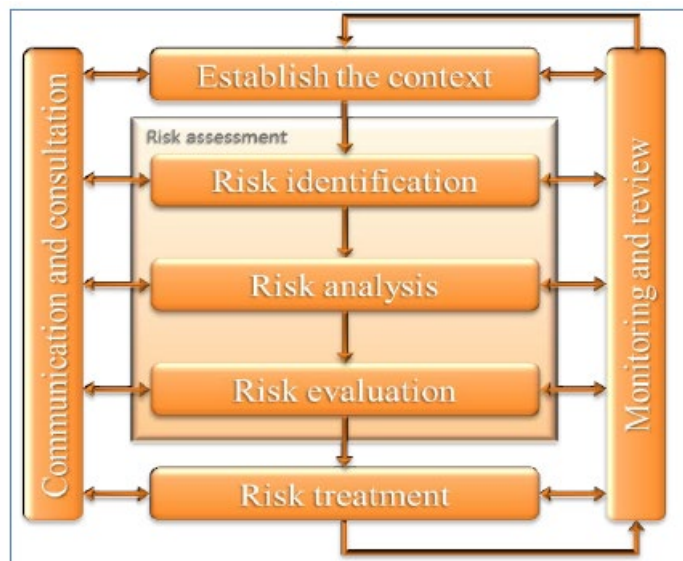 Establish the context
Risk assessment
Risk identification
Risk analysis
Risk evaluation
Risk treatment
Communication and consultation
Monitoring and review